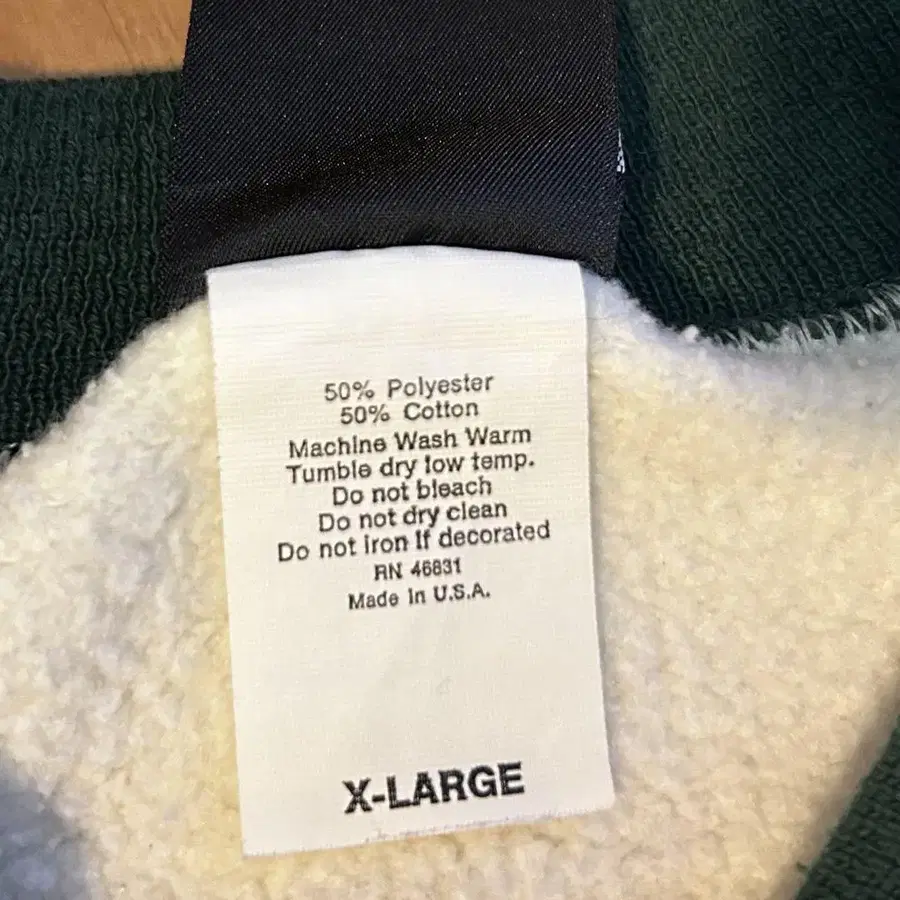 50% Polyester
50% Cotton
Machine Wash Warm
Tumble dry low temp.
Do not bleach
Do not dry clean
Do not iron if decorated
RN 46831
Made in U.S.A.
X-LARGE